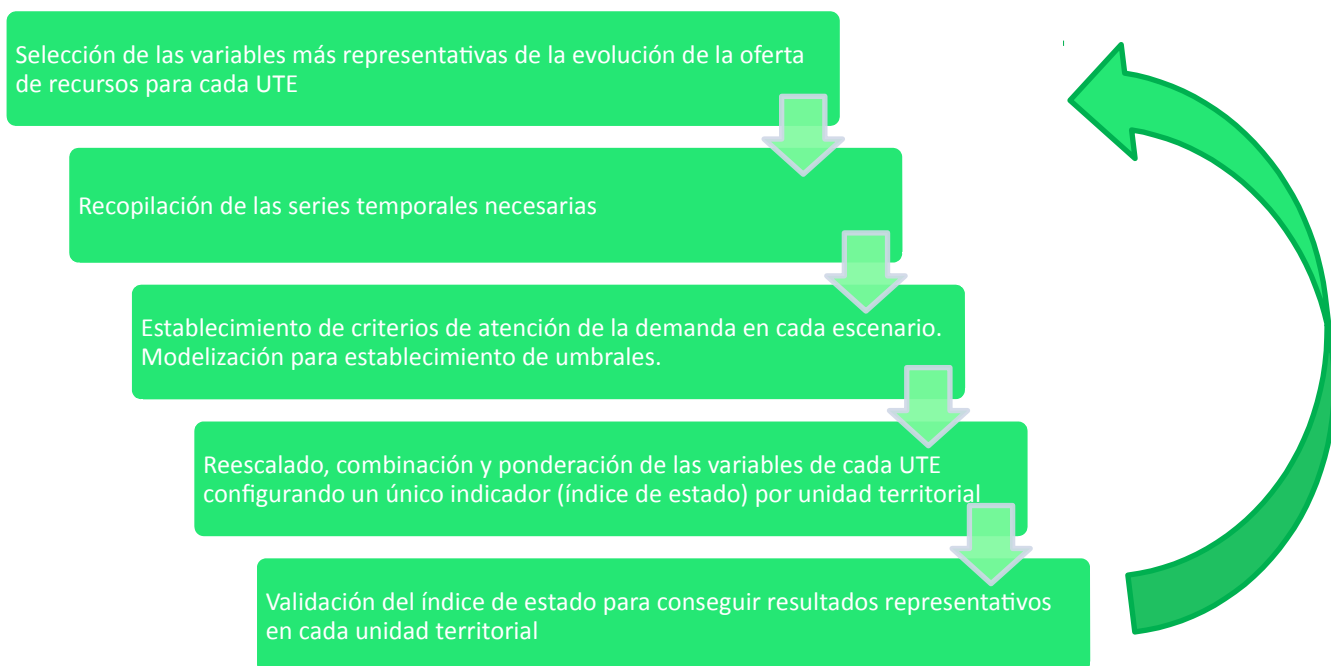 Selección de las variables más representativas de la evolución de la oferta
de recursos para cada UTE
Recopilación de las series temporales necesarias
Establecimiento de criterios de atención de la demanda en cada escenario.
Modelización para establecimiento de umbrales.
Reescalado, combinación y ponderación de las variables de cada UTE
configurando un único indicador (índice de estado) por unidad territorial
Validación del índice de estado para conseguir resultados representativos
en cada unidad territorial